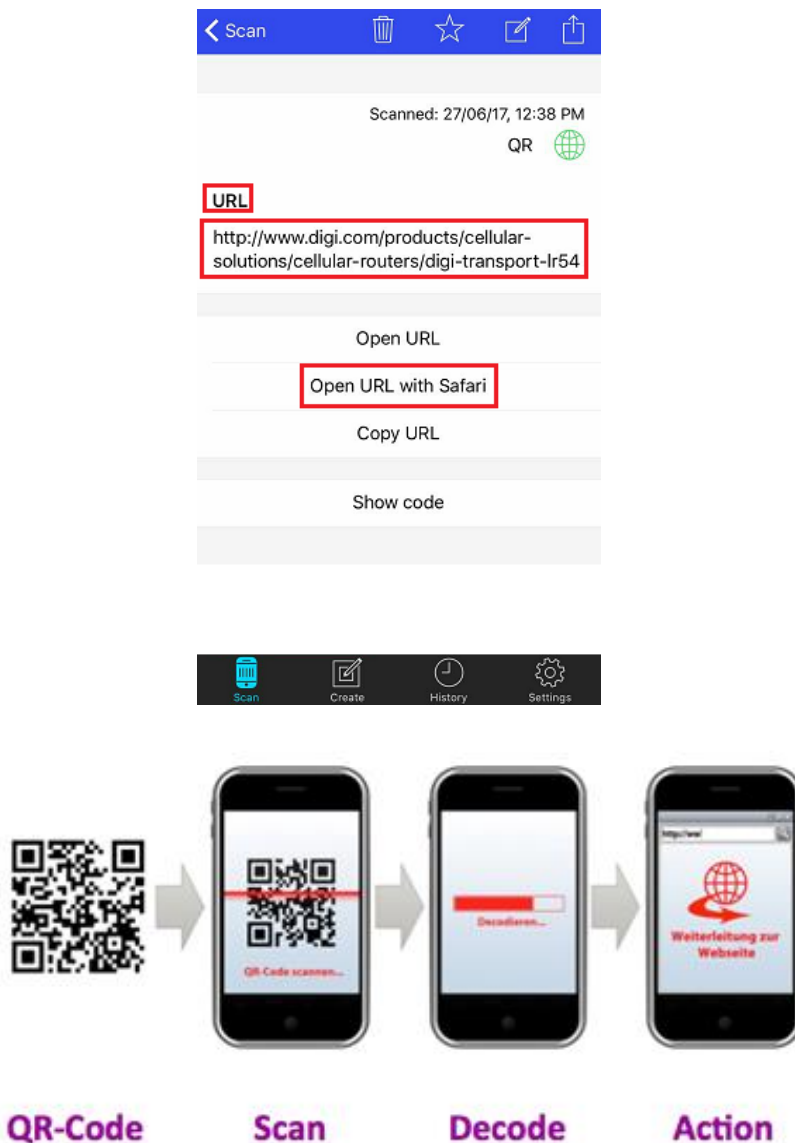 Scan
Scanned: 27/06/17, 12:38 PM
QR
URL
http://www.digi.com/products/cellular-
solutions/cellular-routers/digi-transport-lr54
Open URL
Open URL with Safari
Copy URL
Show code
Scan Create History Settings
http://ww/
QR-Code scannen...
Decodieren...
Weiterleitung zur
Webseite
QR-Code Scan Decode Action